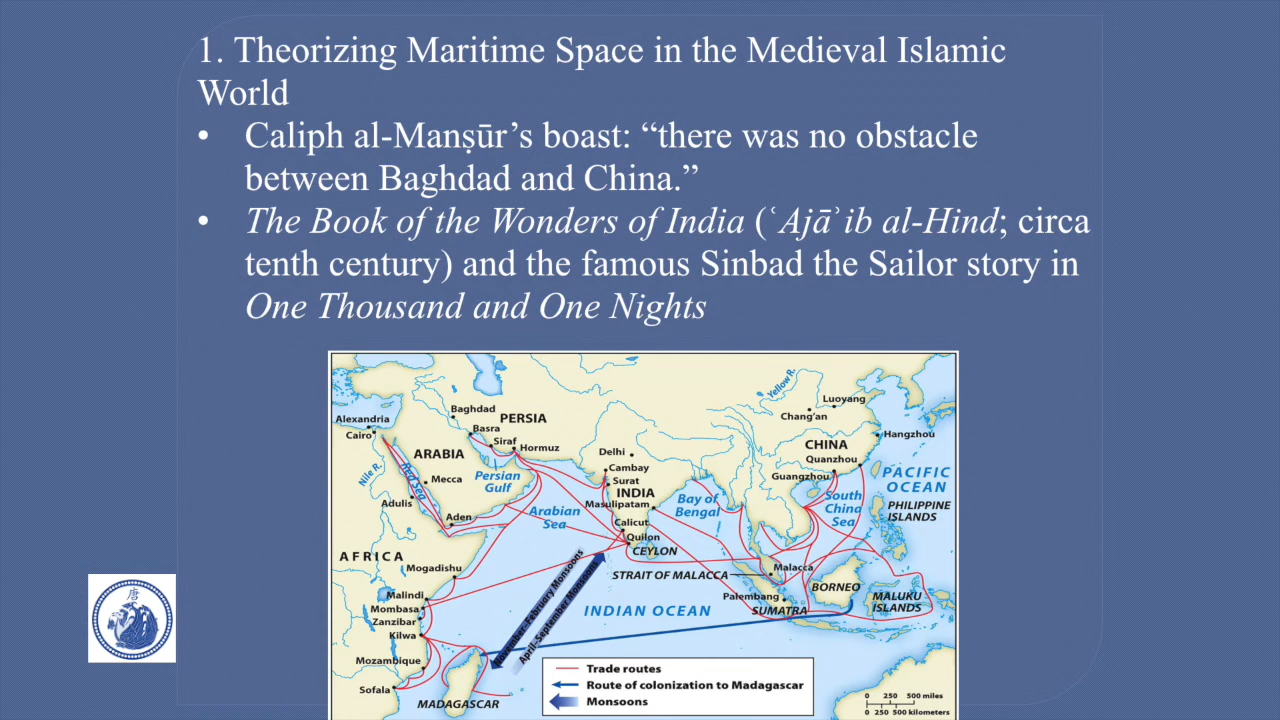 1. Theorizing Maritime Space in the Medieval Islamic
World
• Caliph al-Manṣūr’s boast: “there was no obstacle
between Baghdad and China.”
• The Book of the Wonders of India (ʿAjāʾib al-Hind; circa
tenth century) and the famous Sinbad the Sailor story in
One Thousand and One Nights
Yellow R.
Luoyang
Chang’an
Alexandria
Cairo
Baghdad
PERSIA
Basra
Siraf
Hormuz
Delhi
CHINA
Hangzhou
Quanzhou
Guangzhou
ARABIA
Nile R.
Red Sea
Mecca
Persian
Gulf
Cambay
Surat
INDIA
Masulipatam
Bay of
Bengal
South
China
Sea
PACIFIC
OCEAN
PHILIPPINE
ISLANDS
Adulis
Aden
Arabian
Sea
Calicut
Quilon
CEYLON
AFRICA
Mogadishu
STRAIT OF MALACCA
Malacca
BORNEO
MALUKU
ISLANDS
Palembang
SUMATRA
Malindi
Mombasa
Zanzibar
Kilwa
INDIAN OCEAN
November–February Monsoons
April–September Monsoons
Mozambique
Sofala
MADAGASCAR
Trade routes
Route of colonization to Madagascar
Monsoons
0 250 500 miles
0 250 500 kilometers
唐